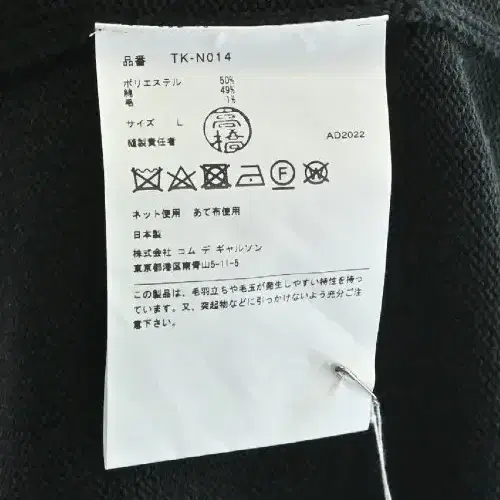 品番 TK-N014
ポリエステル 50%
綿 49%
毛 1%
サイズ L
高橋
縫製責任者 AD2022
ネット使用 あて布使用
日本製
株式会社 コム デ ギャルソン
東京都港区南青山5-11-5
この製品は、毛羽立ちや毛玉が発生しやすい特性を持っ
ています。又、突起物などに引っかけないよう充分ご注
意下さい。